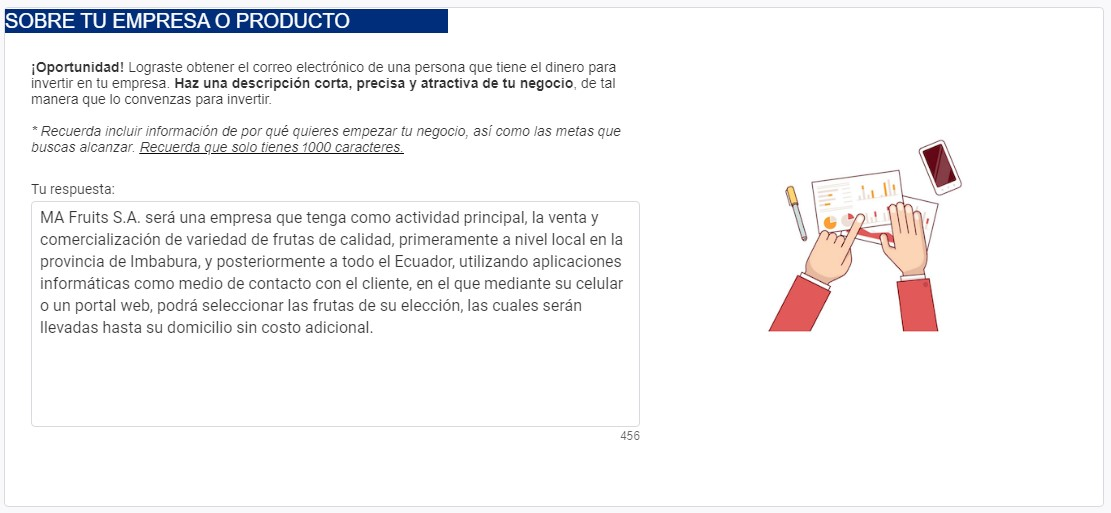 SOBRE TU EMPRESA O PRODUCTO
¡Oportunidad! Lograste obtener el correo electrónico de una persona que tiene el dinero para
invertir en tu empresa. Haz una descripción corta, precisa y atractiva de tu negocio, de tal
manera que lo convenzas para invertir.
* Recuerda incluir información de por qué quieres empezar tu negocio, así como las metas que
buscas alcanzar. Recuerda que solo tienes 1000 caracteres.
Tu respuesta:
MA Fruits S.A. será una empresa que tenga como actividad principal, la venta y
comercialización de variedad de frutas de calidad, primeramente a nivel local en la
provincia de Imbabura, y posteriormente a todo el Ecuador, utilizando aplicaciones
informáticas como medio de contacto con el cliente, en el que mediante su celular
o un portal web, podrá seleccionar las frutas de su elección, las cuales serán
llevadas hasta su domicilio sin costo adicional.
456